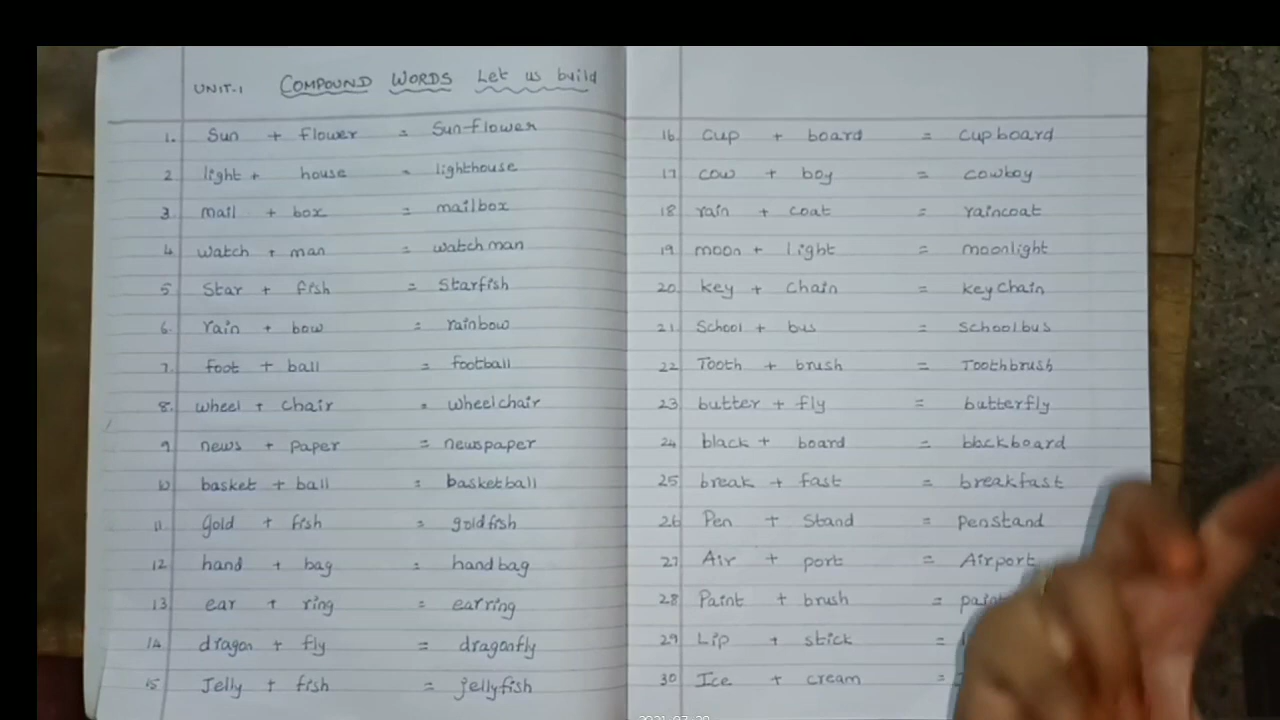 UNIT-1 COMPOUND WORDS Let us build
1. Sun + flower = Sunflower
2 light + house = lighthouse
3. mail + box = mailbox
4 watch + man = watchman
5. Star + fish = Starfish
6. rain + bow = rainbow
7. foot + ball = football
8. wheel + chair = wheelchair
9 news + paper = newspaper
10 basket + ball = basketball
11 gold + fish = goldfish
12 hand + bag = handbag
13 ear + ring = earring
14 dragon + fly = dragonfly
15 Jelly + fish = jellyfish
16. Cup + board = Cupboard
17 cow + boy = cowboy
18 rain + coat = raincoat
19 moon + light = moonlight
20. key + chain = keychain
21. School + bus = Schoolbus
22 Tooth + brush = Toothbrush
23 butter + fly = butterfly
24. black + board = blackboard
25 break + fast = breakfast
26 Pen + Stand = Penstand
27 Air + port = Airport
28 Paint + brush =
29 Lip + stick =
30 Ice + cream =